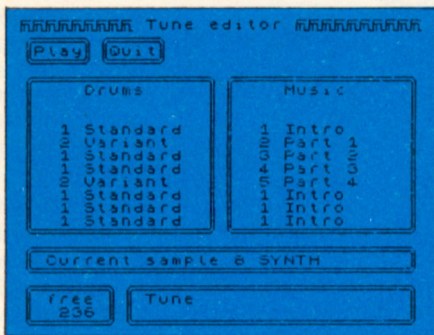 Tune editor
Play Quit
Drums
1 Standard
2 Variant
1 Standard
1 Standard
2 Variant
1 Standard
1 Standard
1 Standard
Music
1 Intro
2 Part 1
3 Part 2
4 Part 3
5 Part 4
1 Intro
1 Intro
1 Intro
Current sample 6 SYNTH
free
236
Tune